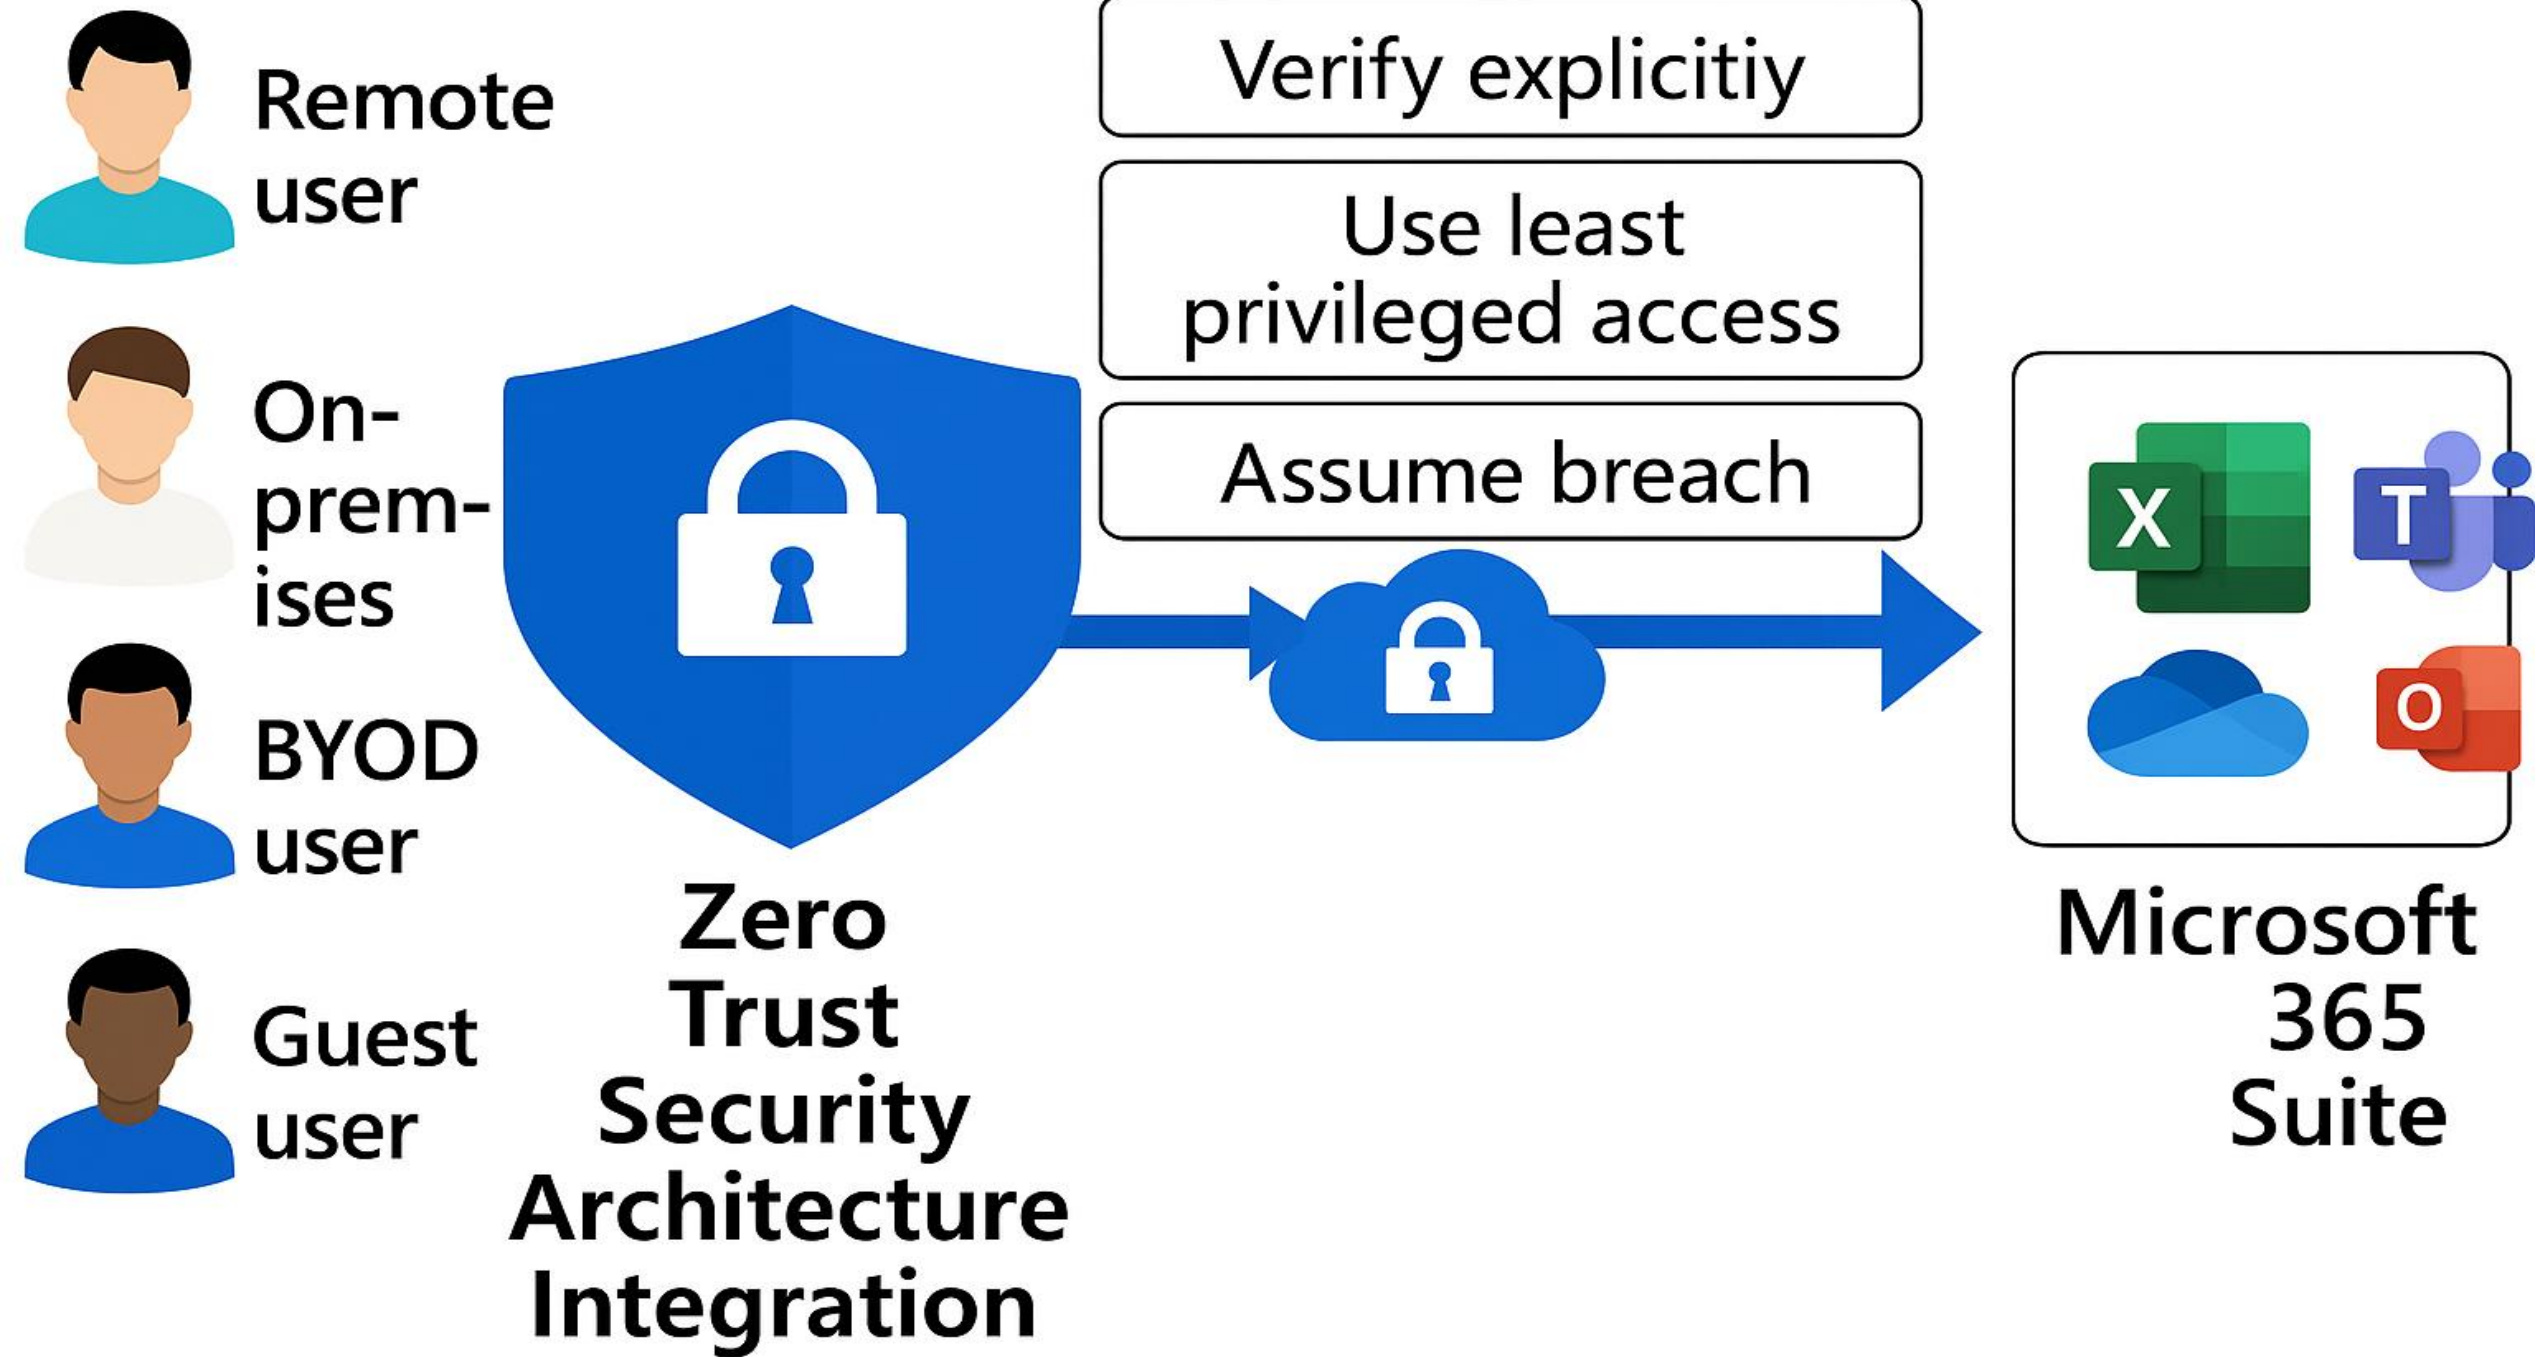 Remote
user
On-
prem-
ises
BYOD
user
Guest
user
Zero
Trust
Security
Architecture
Integration
Verify explicitiy
Use least
privileged access
Assume breach
X
T
O
Microsoft
365
Suite